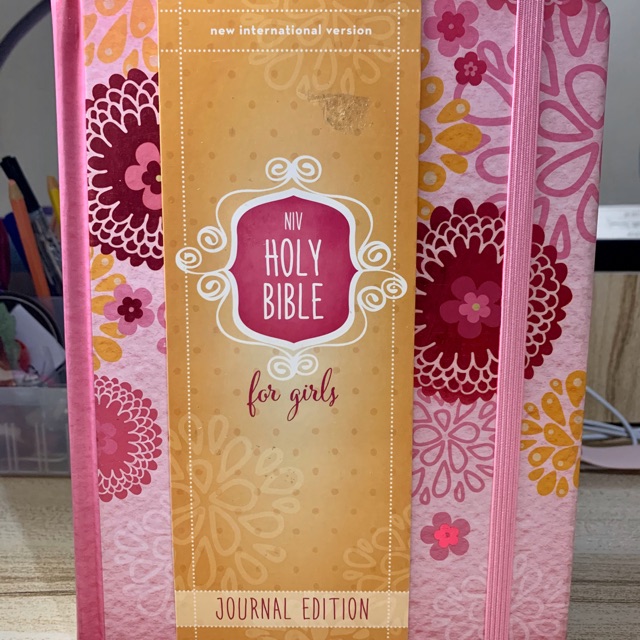 new international version
NIV
HOLY
BIBLE
for girls
JOURNAL EDITION